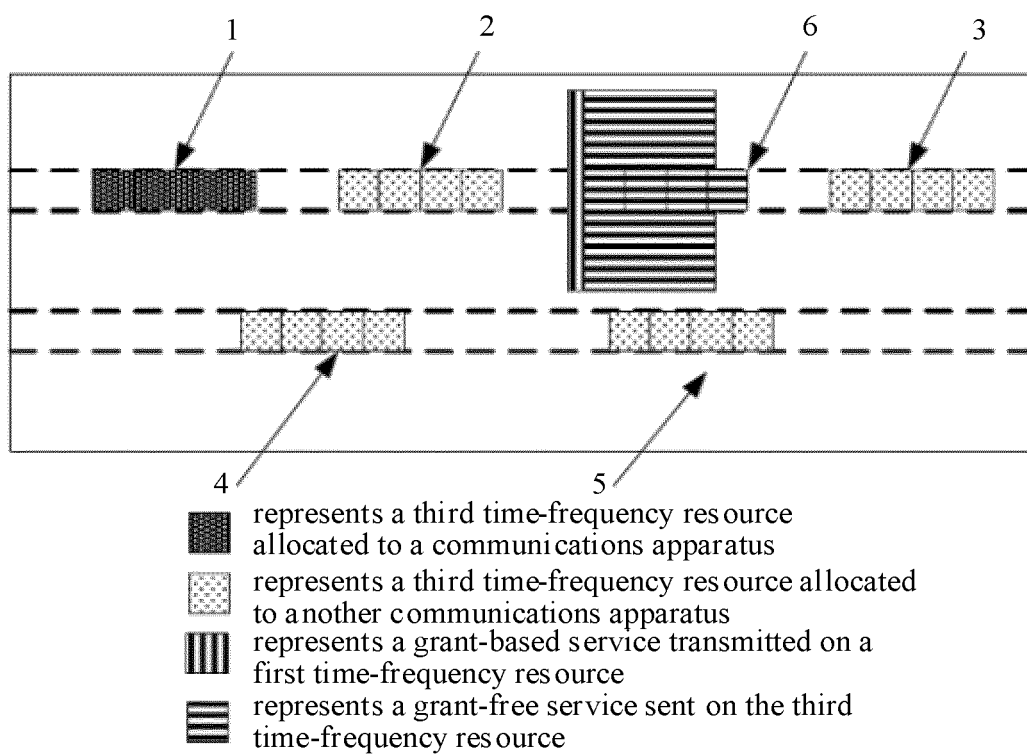 1 2 6 3
4 5
represents a third time-frequency resource
allocated to a communications apparatus
represents a third time-frequency resource allocated
to another communications apparatus
represents a grant-based service transmitted on a
first time-frequency resource
represents a grant-free service sent on the third
time-frequency resource